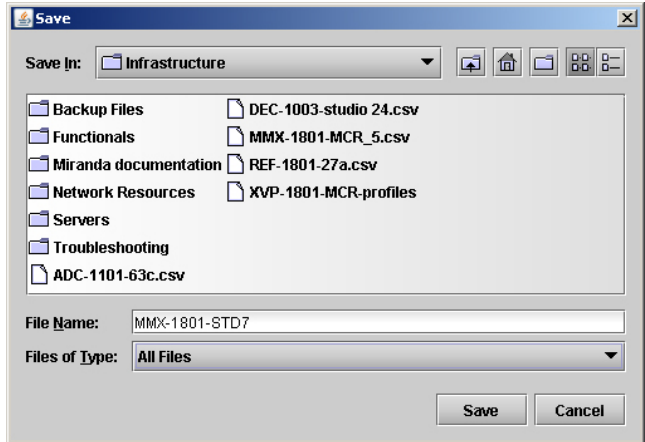 Save
Save In: Infrastructure
Backup Files
Functionals
Miranda documentation
Network Resources
Servers
Troubleshooting
ADC-1101-63c.csv
DEC-1003-studio 24.csv
MMX-1801-MCR_5.csv
REF-1801-27a.csv
XVP-1801-MCR-profiles
File Name: MMX-1801-STD7
Files of Type: All Files
Save Cancel